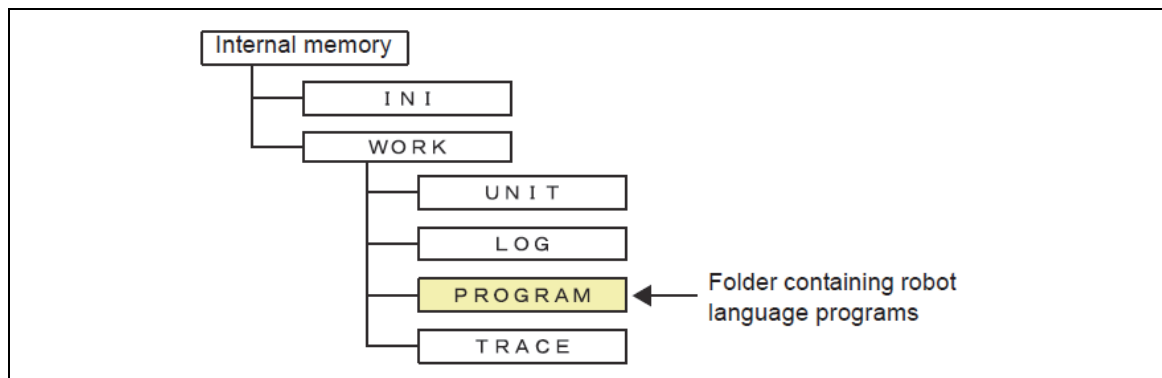 Internal memory
INI
WORK
UNIT
LOG
PROGRAM
Folder containing robot
language programs
TRACE